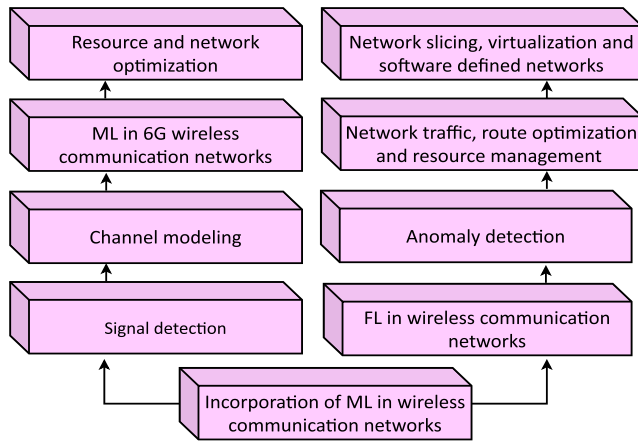 Resource and network
optimization
Network slicing, virtualization and
software defined networks
ML in 6G wireless
communication networks
Network traffic, route optimization
and resource management
Channel modeling
Anomaly detection
Signal detection
FL in wireless communication
networks
Incorporation of ML in wireless
communication networks